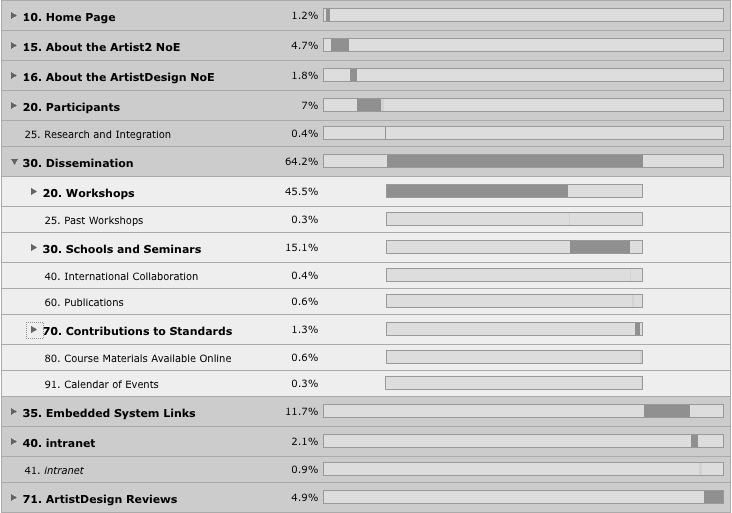 10. Home Page 1.2%
15. About the Artist2 NoE 4.7%
16. About the ArtistDesign NoE 1.8%
20. Participants 7%
25. Research and Integration 0.4%
30. Dissemination 64.2%
20. Workshops 45.5%
25. Past Workshops 0.3%
30. Schools and Seminars 15.1%
40. International Collaboration 0.4%
60. Publications 0.6%
70. Contributions to Standards 1.3%
80. Course Materials Available Online 0.6%
91. Calendar of Events 0.3%
35. Embedded System Links 11.7%
40. intranet 2.1%
41. intranet 0.9%
71. ArtistDesign Reviews 4.9%